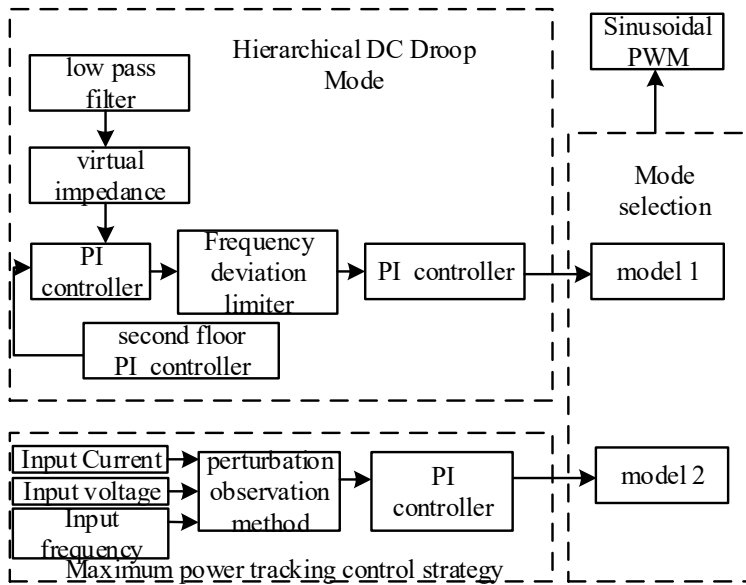 Hierarchical DC Droop
Mode
low pass
filter
virtual
impedance
PI
controller
Frequency
deviation
limiter
PI controller
second floor
PI controller
Sinusoidal
PWM
Mode
selection
model 1
Input Current
Input voltage
Input
frequency
perturbation
observation
method
PI
controller
model 2
Maximum power tracking control strategy